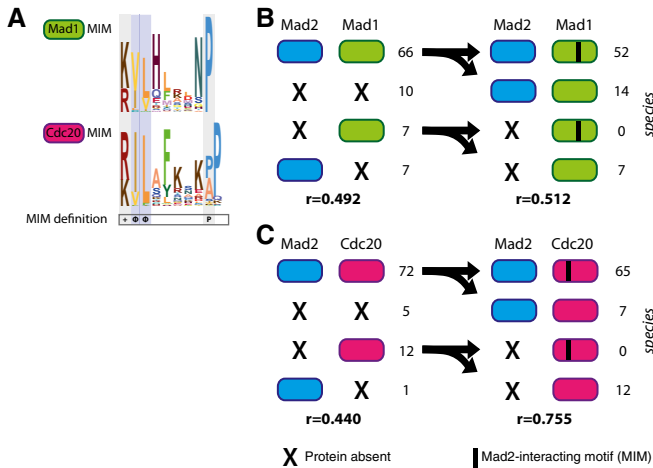 A
Mad1 MIM
Cdc20 MIM
MIM definition + Φ Φ P
B
Mad2 Mad1 Mad2 Mad1
66 52
X X 10 14
X 7 X 0
X 7 X 7
r=0.492 r=0.512
species
C
Mad2 Cdc20 Mad2 Cdc20
72 65
X X 5 7
X 12 X 0
X 1 X 12
r=0.440 r=0.755
species
X Protein absent
Mad2-interacting motif (MIM)